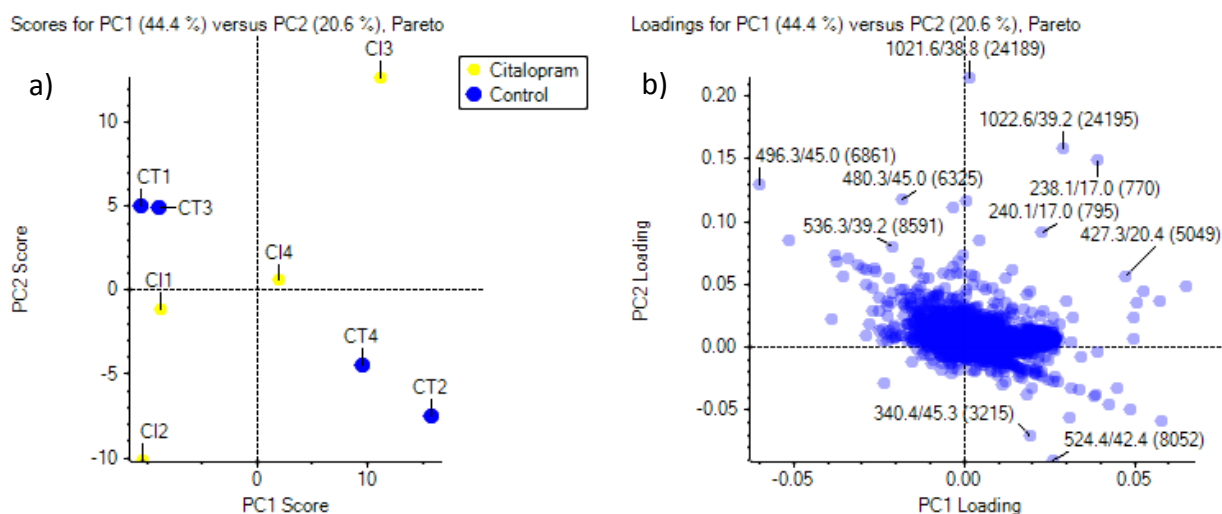 Scores for PC1 (44.4 %) versus PC2 (20.6 %), Pareto
a)
CI3
Citalopram
Control
10
CT1
CT3
5
CI4
CI1
0
CT4
-5
CT2
CI2
-10
0
10
PC2 Score
PC1 Score
Loadings for PC1 (44.4 %) versus PC2 (20.6 %), Pareto
b)
1021.6/38.8 (24189)
0.20
1022.6/39.2 (24195)
0.15
496.3/45.0 (6861)
480.3/45.0 (6325)
238.1/17.0 (770)
240.1/17.0 (795)
0.10
536.3/39.2 (8591)
427.3/20.4 (5049)
0.05
0.00
-0.05
340.4/45.3 (3215)
524.4/42.4 (8052)
-0.05
0.00
0.05
PC2 Loading
PC1 Loading